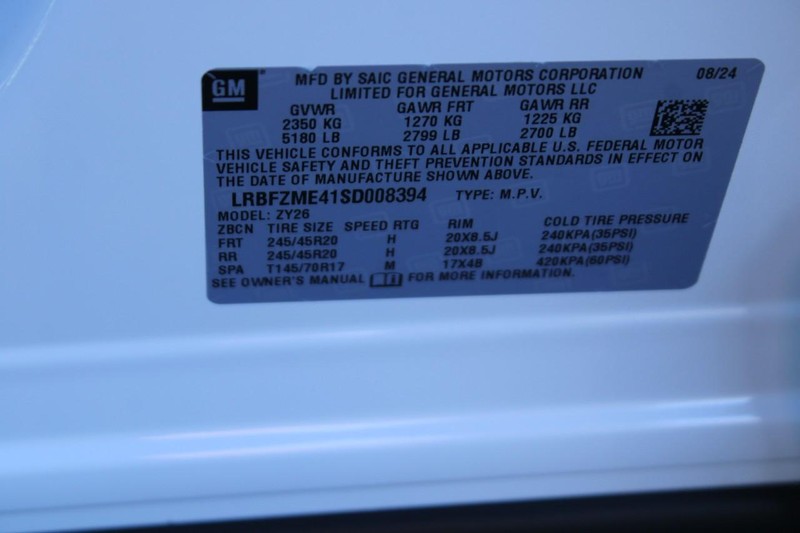 GM
MFD BY SAIC GENERAL MOTORS CORPORATION 08/24
LIMITED FOR GENERAL MOTORS LLC
GVWR GAWR FRT GAWR RR
2350 KG 1270 KG 1225 KG
5180 LB 2799 LB 2700 LB
THIS VEHICLE CONFORMS TO ALL APPLICABLE U.S. FEDERAL MOTOR
VEHICLE SAFETY AND THEFT PREVENTION STANDARDS IN EFFECT ON
THE DATE OF MANUFACTURE SHOWN ABOVE.
LRBFZME41SD008394 TYPE: M.P.V.
MODEL: ZY26
ZBCN TIRE SIZE SPEED RTG RIM COLD TIRE PRESSURE
FRT 245/45R20 H 20X8.5J 240KPA(35PSI)
RR 245/45R20 H 20X8.5J 240KPA(35PSI)
SPA T145/70R17 M 17X4B 420KPA(60PSI)
SEE OWNER'S MANUAL FOR MORE INFORMATION.